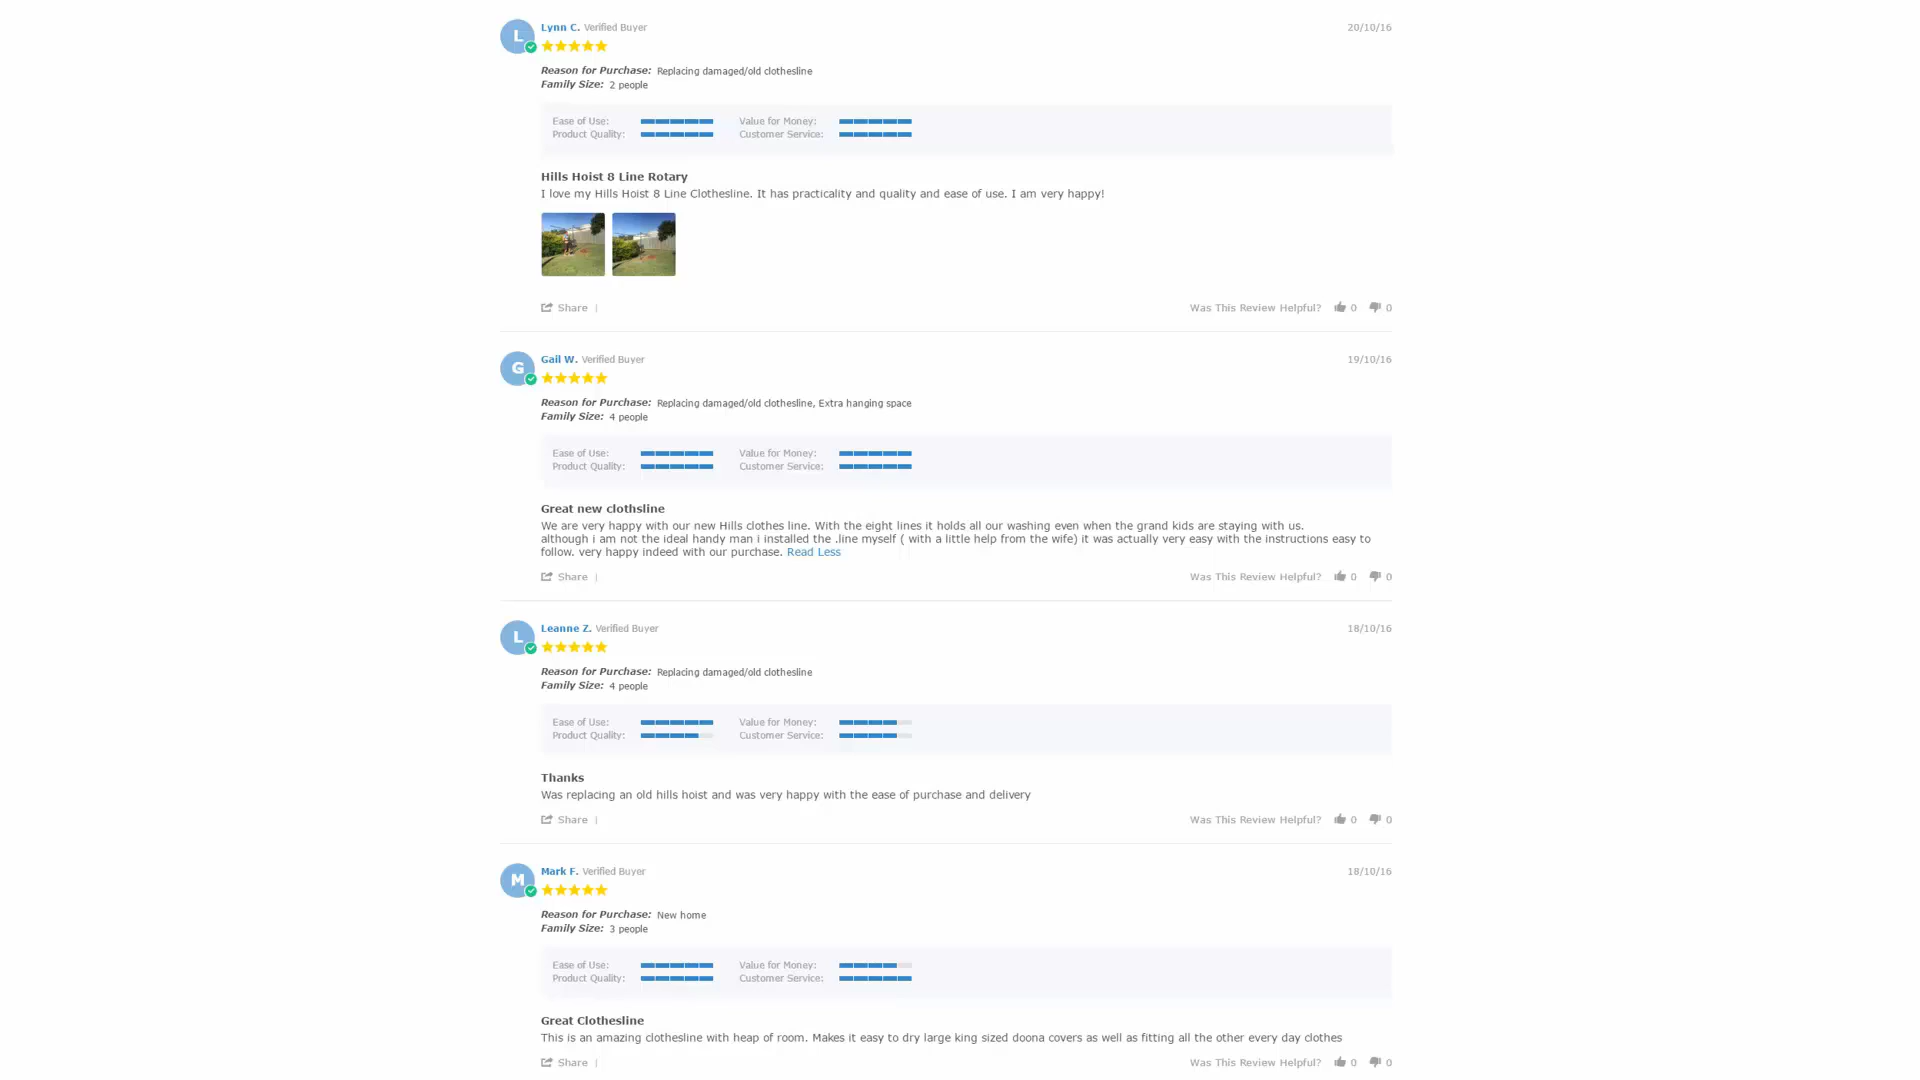 L
Lynn C. Verified Buyer
20/10/16
Reason for Purchase: Replacing damaged/old clothesline
Family Size: 2 people
Ease of Use: Value for Money:
Product Quality: Customer Service:
Hills Hoist 8 Line Rotary
I love my Hills Hoist 8 Line Clothesline. It has practicality and quality and ease of use. I am very happy!
Share | Was This Review Helpful? 0 0
G
Gail W. Verified Buyer
19/10/16
Reason for Purchase: Replacing damaged/old clothesline, Extra hanging space
Family Size: 4 people
Ease of Use: Value for Money:
Product Quality: Customer Service:
Great new clothsline
We are very happy with our new Hills clothes line. With the eight lines it holds all our washing even when the grand kids are staying with us.
although i am not the ideal handy man i installed the .line myself ( with a little help from the wife) it was actually very easy with the instructions easy to
follow. very happy indeed with our purchase. Read Less
Share | Was This Review Helpful? 0 0
L
Leanne Z. Verified Buyer
18/10/16
Reason for Purchase: Replacing damaged/old clothesline
Family Size: 4 people
Ease of Use: Value for Money:
Product Quality: Customer Service:
Thanks
Was replacing an old hills hoist and was very happy with the ease of purchase and delivery
Share | Was This Review Helpful? 0 0
M
Mark F. Verified Buyer
18/10/16
Reason for Purchase: New home
Family Size: 3 people
Ease of Use: Value for Money:
Product Quality: Customer Service:
Great Clothesline
This is an amazing clothesline with heap of room. Makes it easy to dry large king sized doona covers as well as fitting all the other every day clothes
Share | Was This Review Helpful? 0 0